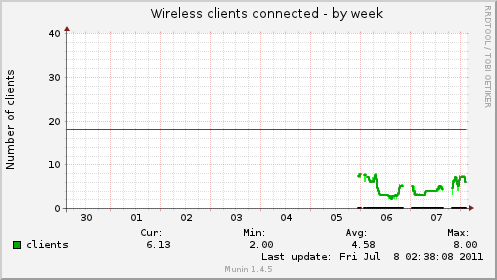 Wireless clients connected - by week
RRDTOOL / TOBI OETIKER
Number of clients
40
30
20
10
0
30 01 02 03 04 05 06 07
Cur: Min: Avg: Max:
clients 6.13 2.00 4.58 8.00
Last update: Fri Jul 8 02:38:08 2011
Munin 1.4.5